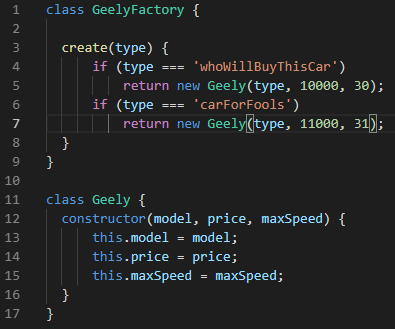 1 class GeelyFactory {
2
3 create(type) {
4 if (type === 'whoWillBuyThisCar')
5 return new Geely(type, 10000, 30);
6 if (type === 'carForFools')
7 return new Geely(type, 11000, 31);
8 }
9 }
10
11 class Geely {
12 constructor(model, price, maxSpeed) {
13 this.model = model;
14 this.price = price;
15 this.maxSpeed = maxSpeed;
16 }
17 }